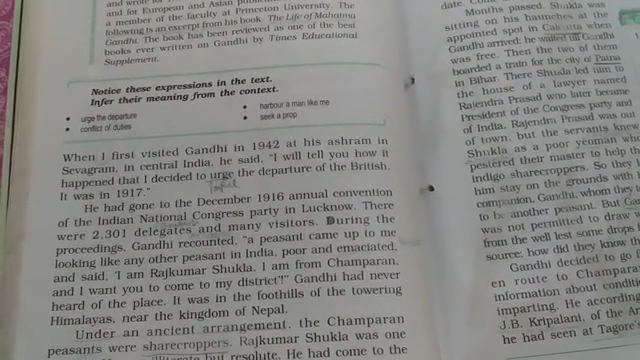 and for European and Asian
a member of the faculty at Princeton University. The
following is an excerpt from his book The Life of Mahatma
Gandhi. The book has been reviewed as one of the best
books ever written on Gandhi by Times Educational
Supplement.
Notice these expressions in the text.
Infer their meaning from the context.
• urge the departure
• conflict of duties
• harbour a man like me
• seek a prop
When I first visited Gandhi in 1942 at his ashram in
Sevagram, in central India, he said, “I will tell you how it
happened that I decided to urge the departure of the British.
It was in 1917.”
He had gone to the December 1916 annual convention
of the Indian National Congress party in Lucknow. There
were 2,301 delegates and many visitors. During the
proceedings, Gandhi recounted, “a peasant came up to me
looking like any other peasant in India, poor and emaciated,
and said, ‘I am Rajkumar Shukla. I am from Champaran,
and I want you to come to my district’!” Gandhi had never
heard of the place. It was in the foothills of the towering
Himalayas, near the kingdom of Nepal.
Under an ancient arrangement, the Champaran
peasants were sharecroppers. Rajkumar Shukla was one
but resolute. He had come to the
date.
Months passed. Shukla was
sitting on his haunches at the
appointed spot in Calcutta when
Gandhi arrived; he waited till Gandhi
was free. Then the two of them
boarded a train for the city of Patna
in Bihar. There Shukla led him to
the house of a lawyer named
Rajendra Prasad who later became
President of the Congress party and
of India. Rajendra Prasad was out
of town, but the servants knew
Shukla as a poor yeoman who
pestered their master to help the
indigo sharecroppers. So they
him stay on the grounds with
companion, Gandhi, whom they
to be another peasant. But
was not permitted to draw
from the well lest some drops
source; how did they know
Gandhi decided to go
en route to Champaran
information about conditions
imparting. He accordingly
J.B. Kripalani, of the
he had seen at Tagore's